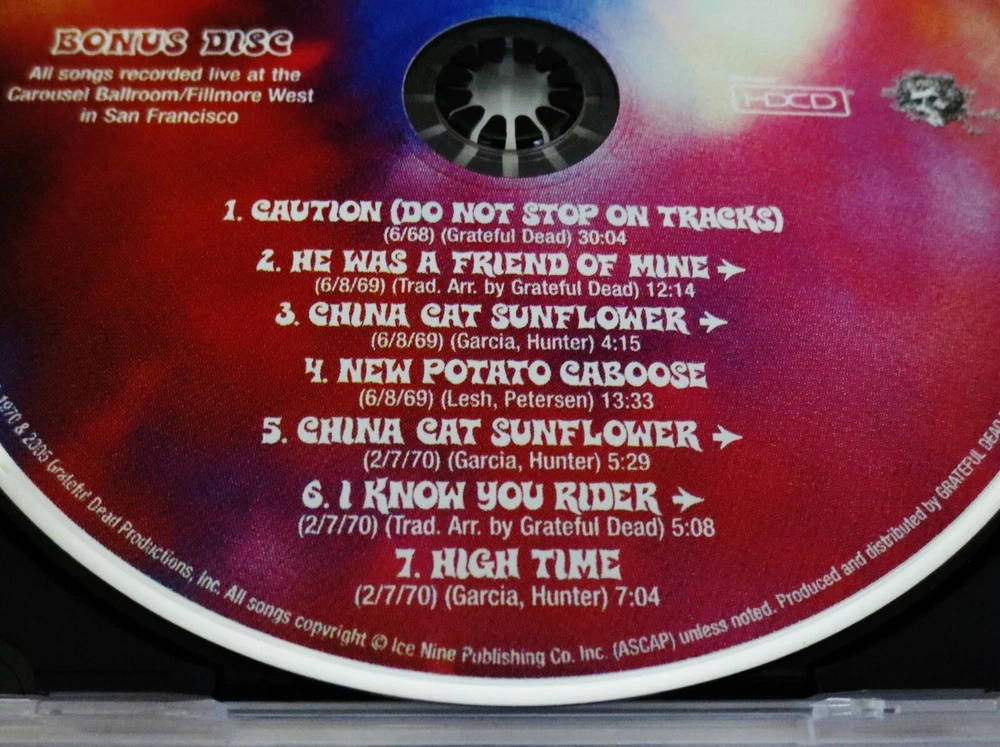 BONUS DISC
All songs recorded live at the
Carousel Ballroom/Fillmore West
in San Francisco
HDCD
1. CAUTION (DO NOT STOP ON TRACKS)
(6/68) (Grateful Dead) 30:04
2. HE WAS A FRIEND OF MINE →
(6/8/69) (Trad. Arr. by Grateful Dead) 12:14
3. CHINA CAT SUNFLOWER →
(6/8/69) (Garcia, Hunter) 4:15
4. NEW POTATO CABOOSE
(6/8/69) (Lesh, Petersen) 13:33
5. CHINA CAT SUNFLOWER →
(2/7/70) (Garcia, Hunter) 5:29
6. I KNOW YOU RIDER →
(2/7/70) (Trad. Arr. by Grateful Dead) 5:08
7. HIGH TIME
(2/7/70) (Garcia, Hunter) 7:04
1970 & 2005 Grateful Dead Productions, Inc. All songs copyright © Ice Nine Publishing Co. Inc. (ASCAP) unless noted. Produced and distributed by GRATEFUL DEAD